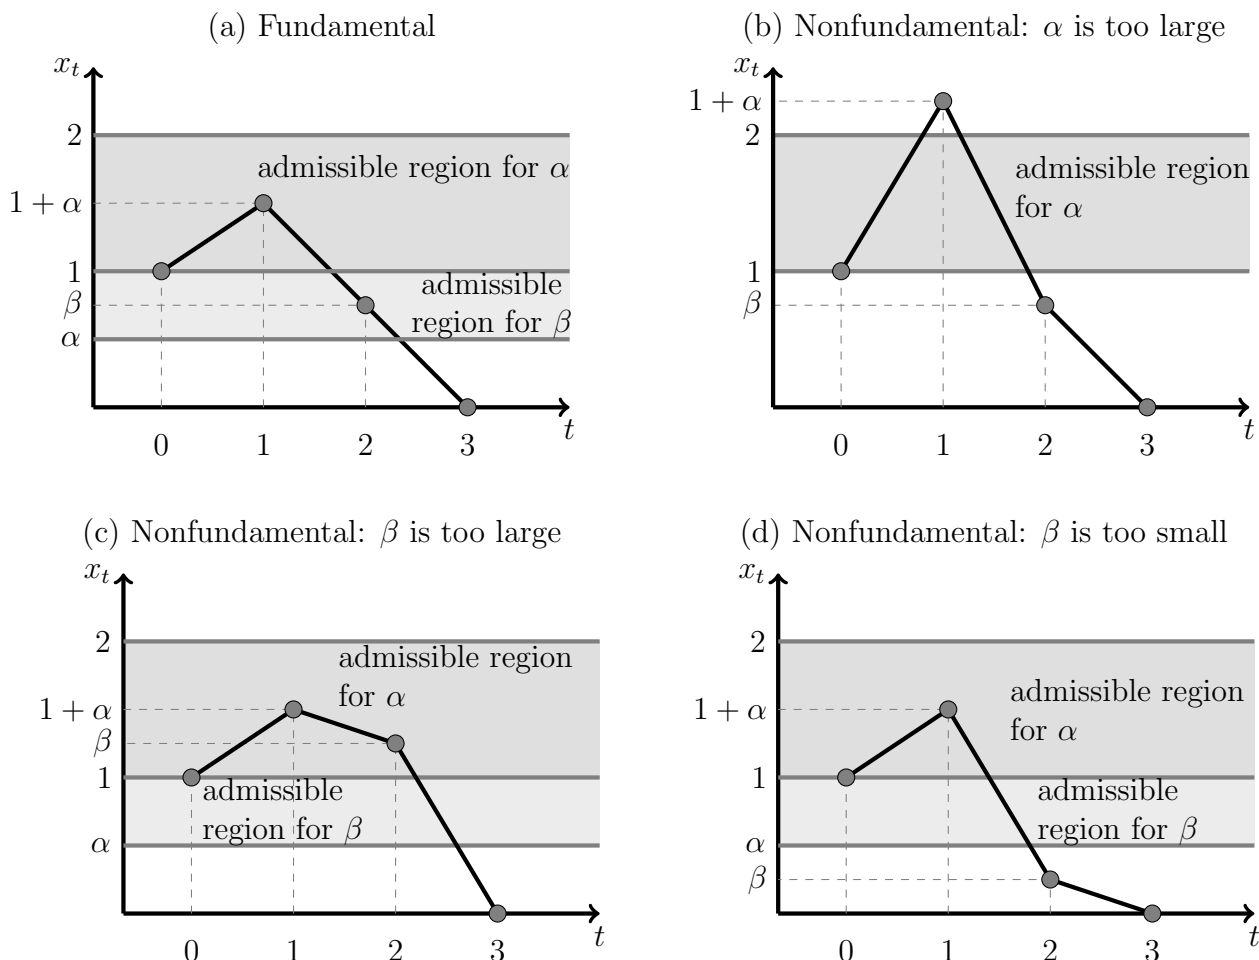 (a) Fundamental
x_t
2
admissible region for α
1 + α
1
admissible
β
region for β
α
0 1 2 3
t
(b) Nonfundamental: α is too large
x_t
1 + α
2
admissible region
for α
1
β
0 1 2 3
t
(c) Nonfundamental: β is too large
x_t
2
admissible region
for α
1 + α
β
1
admissible
region for β
α
0 1 2 3
t
(d) Nonfundamental: β is too small
x_t
2
admissible region
1 + α
for α
1
admissible
region for β
α
β
0 1 2 3
t